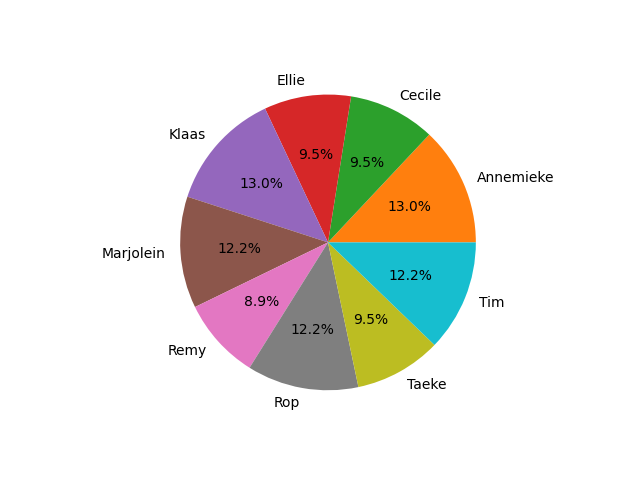 Ellie
Cecile
Klaas
9.5%
9.5%
Annemieke
13.0%
13.0%
Marjolein
12.2%
12.2%
8.9%
Tim
12.2%
9.5%
Remy
Taeke
Rop